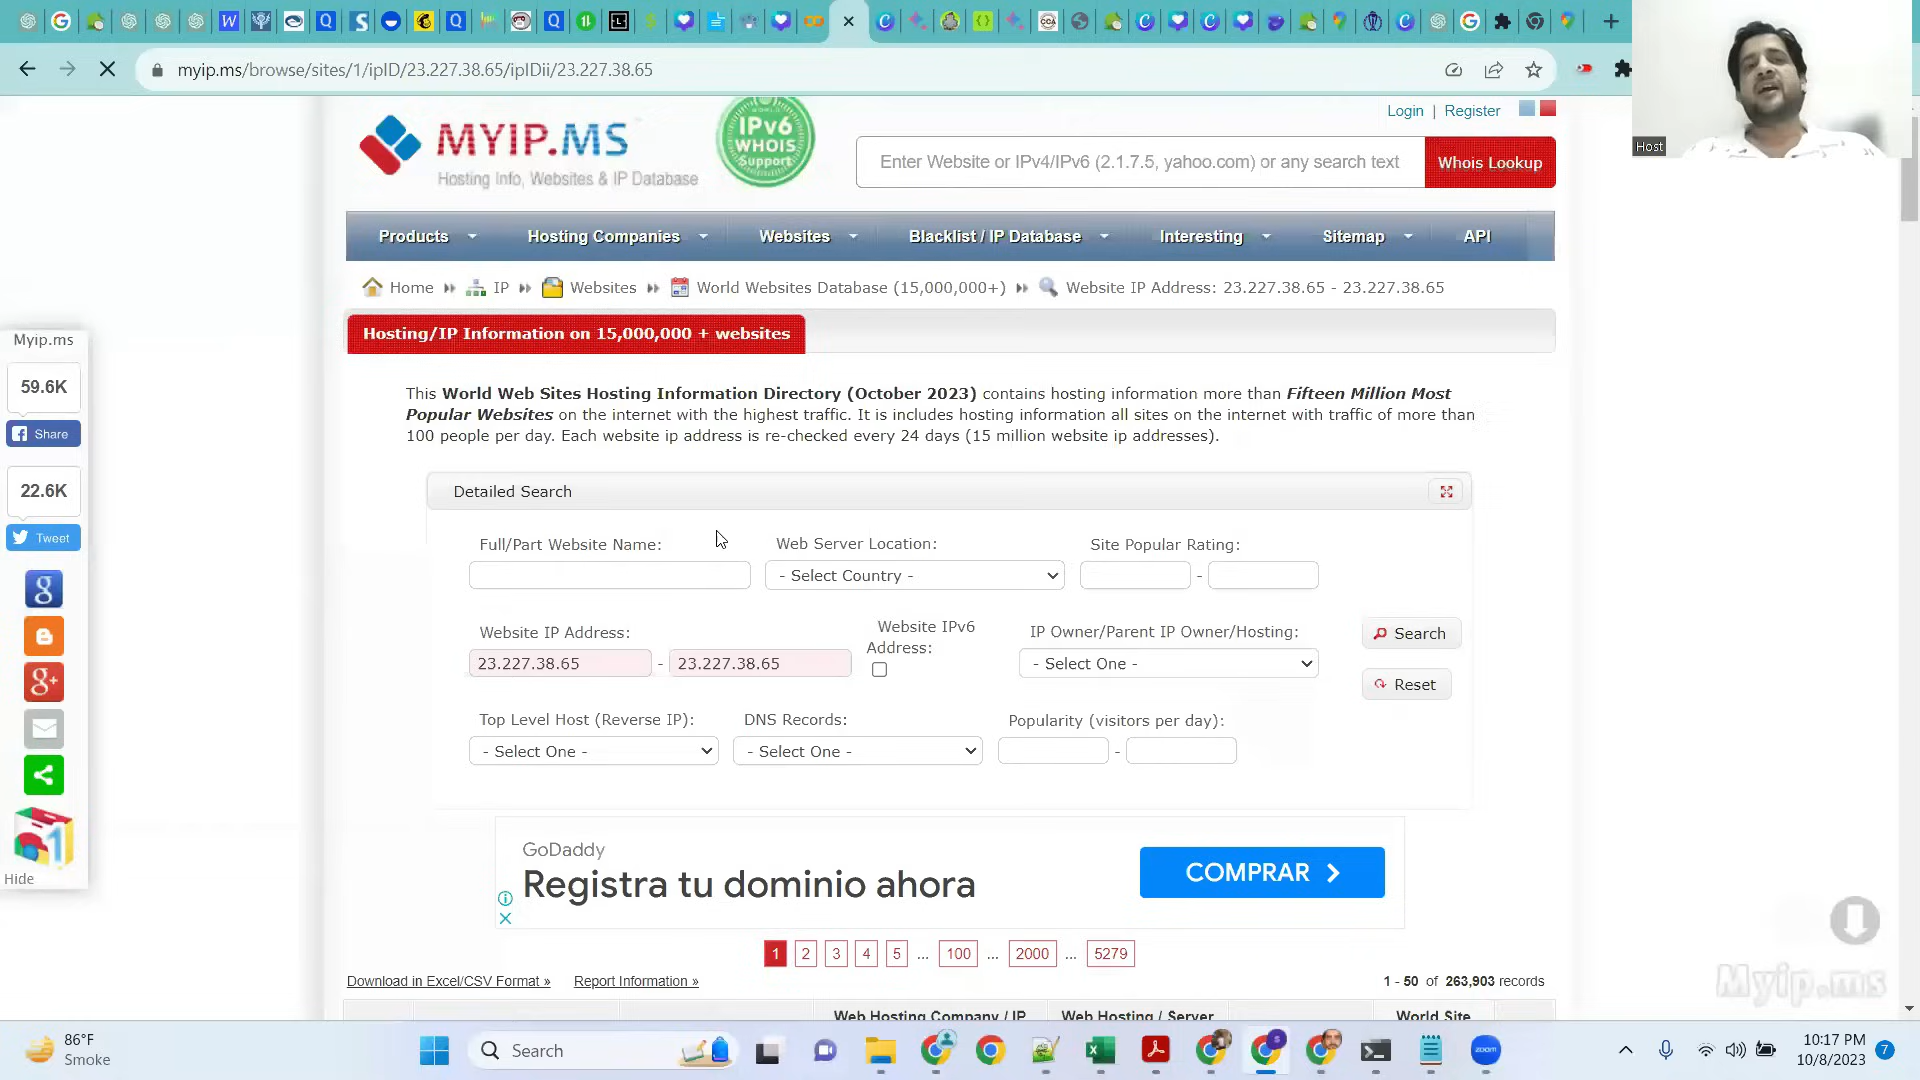 myip.ms/browse/sites/1/ipID/23.227.38.65/ipIDii/23.227.38.65
Host
Login | Register
MYIP.MS
Hosting Info, Websites & IP Database
IPv6
WHOIS
Support
Enter Website or IPv4/IPv6 (2.1.7.5, yahoo.com) or any search text
Whois Lookup
Products Hosting Companies Websites Blacklist / IP Database Interesting Sitemap API
Home IP Websites World Websites Database (15,000,000+) Website IP Address: 23.227.38.65 - 23.227.38.65
Hosting/IP Information on 15,000,000 + websites
This World Web Sites Hosting Information Directory (October 2023) contains hosting information more than Fifteen Million Most
Popular Websites on the internet with the highest traffic. It is includes hosting information all sites on the internet with traffic of more than
100 people per day. Each website ip address is re-checked every 24 days (15 million website ip addresses).
Myip.ms
59.6K
Share
22.6K
Tweet
Hide
Detailed Search
Full/Part Website Name: Web Server Location: Site Popular Rating:
- Select Country - -
Website IP Address: Website IPv6 Address: IP Owner/Parent IP Owner/Hosting:
23.227.38.65 - 23.227.38.65 - Select One -
Search
Reset
Top Level Host (Reverse IP): DNS Records: Popularity (visitors per day):
- Select One - - Select One - -
GoDaddy
Registra tu dominio ahora
COMPRAR
1 2 3 4 5 ... 100 ... 2000 ... 5279
Download in Excel/CSV Format » Report Information » 1 - 50 of 263,903 records
Web Hosting Company / IP Web Hosting / Server World Site
Myip.ms
86°F
Smoke
Search
zoom
10:17 PM
10/8/2023
7